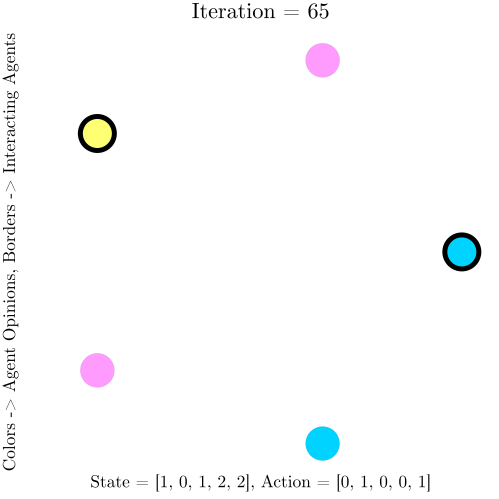 Iteration = 65
Colors -> Agent Opinions, Borders -> Interacting Agents
State = [1, 0, 1, 2, 2], Action = [0, 1, 0, 0, 1]